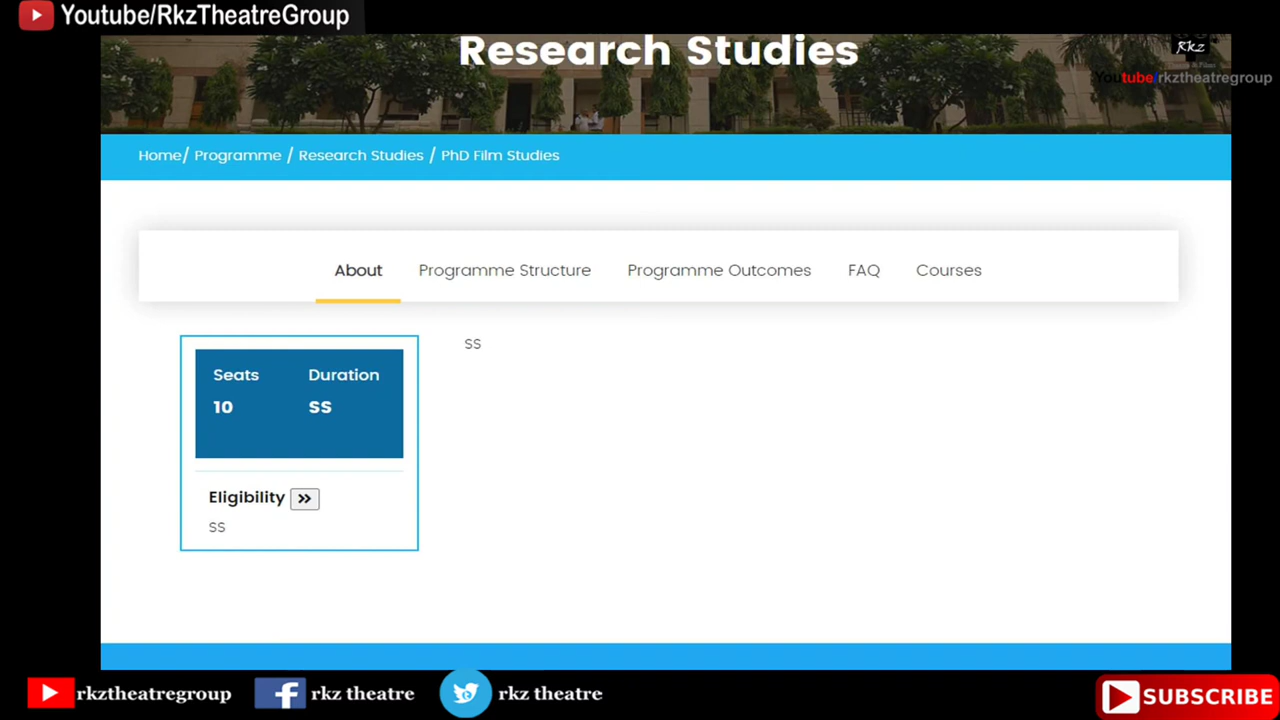 Youtube/RkzTheatreGroup
Research Studies
Rkz
Youtube/rkztheatregroup
Home/ Programme / Research Studies / PhD Film Studies
About Programme Structure Programme Outcomes FAQ Courses
Seats Duration
10 SS
Eligibility »
SS
SS
rkztheatregroup rkz theatre rkz theatre
SUBSCRIBE